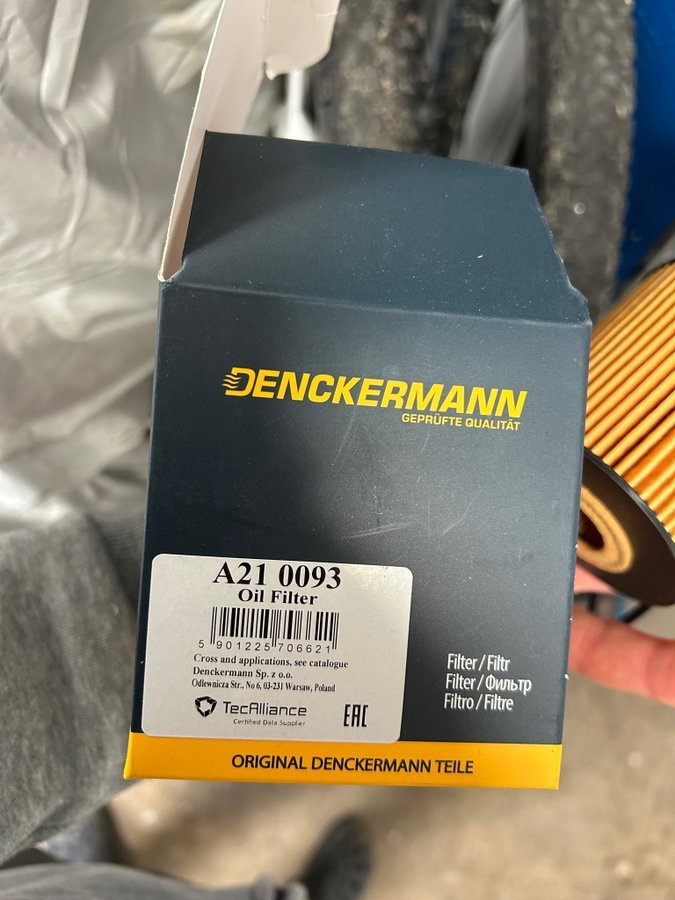 DENCKERMANN
GEPRÜFTE QUALITÄT
A21 0093
Oil Filter
5 901225 706621
Cross and applications, see catalogue
Denckermann Sp. z o.o.
Odlewnicza Str., No 6, 03-231 Warsaw, Poland
TecAlliance
Certified Data Supplier
EAC
Filter / Filtr
Filter / Фильтр
Filtro / Filtre
ORIGINAL DENCKERMANN TEILE